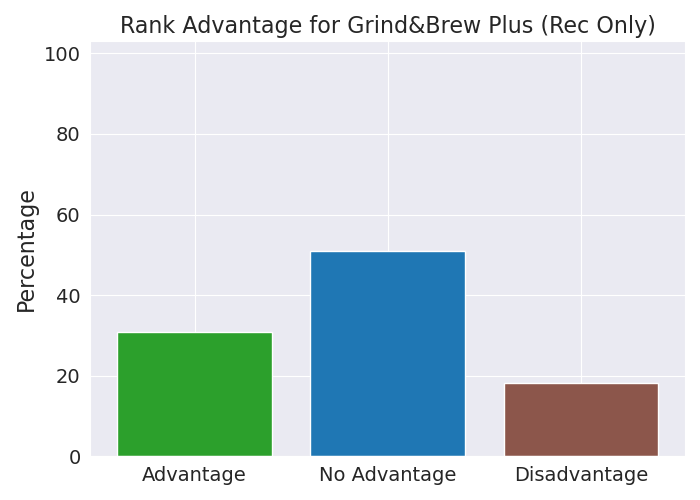 Rank Advantage for Grind&Brew Plus (Rec Only)
100
80
60
40
20
0
Percentage
Advantage
No Advantage
Disadvantage